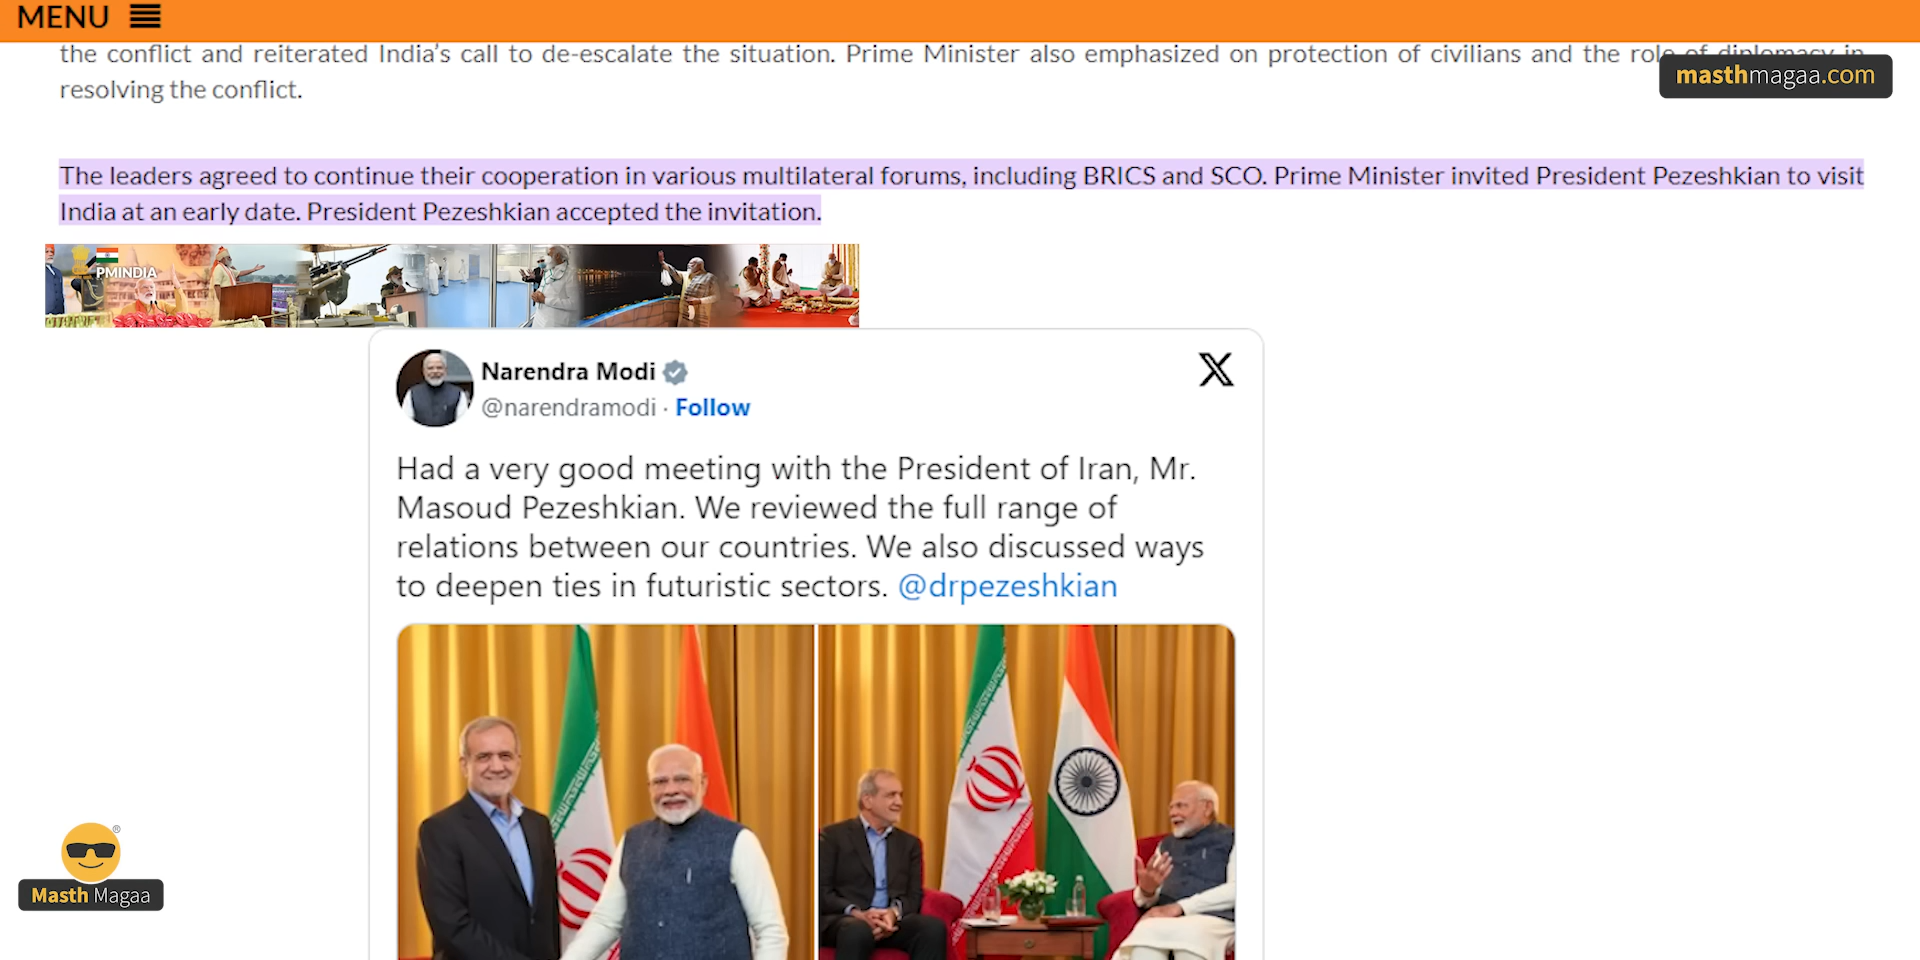 MENU
the conflict and reiterated India's call to de-escalate the situation. Prime Minister also emphasized on protection of civilians and the role of diplomacy in
masthmagaa.com
resolving the conflict.
The leaders agreed to continue their cooperation in various multilateral forums, including BRICS and SCO. Prime Minister invited President Pezeshkian to visit
India at an early date. President Pezeshkian accepted the invitation.
PMINDIA
Narendra Modi
@narendramodi · Follow
Had a very good meeting with the President of Iran, Mr.
Masoud Pezeshkian. We reviewed the full range of
relations between our countries. We also discussed ways
to deepen ties in futuristic sectors. @drpezeshkian
®
Masth Magaa